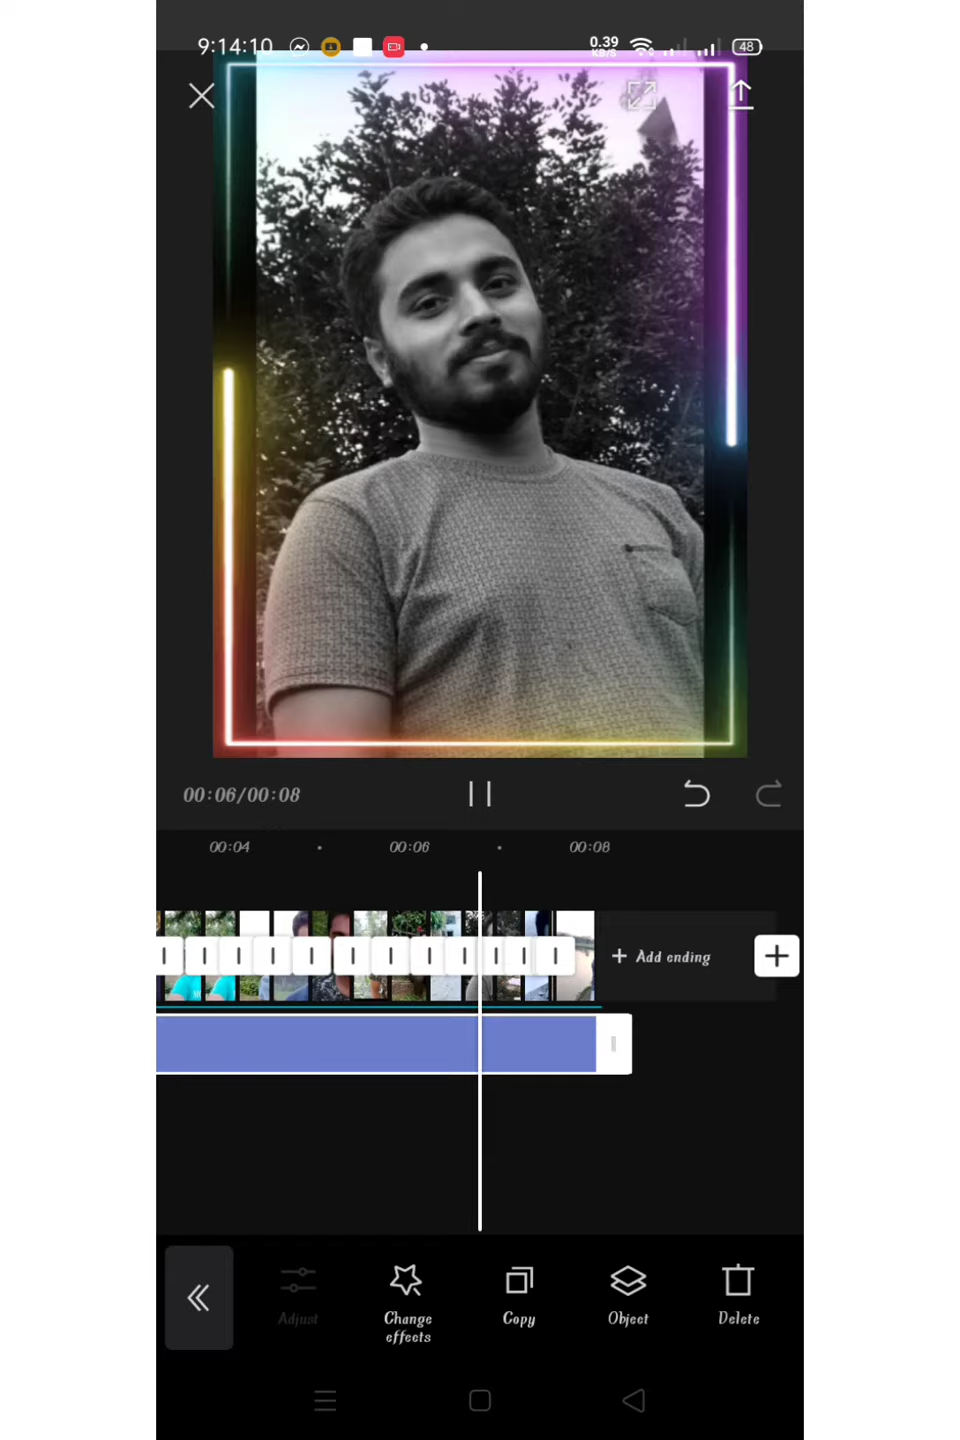 9:14:10
0.39
KB/S
48
00:06/00:08
00:04
00:06
00:08
+ Add ending
Adjust
Change
effects
Copy
Object
Delete